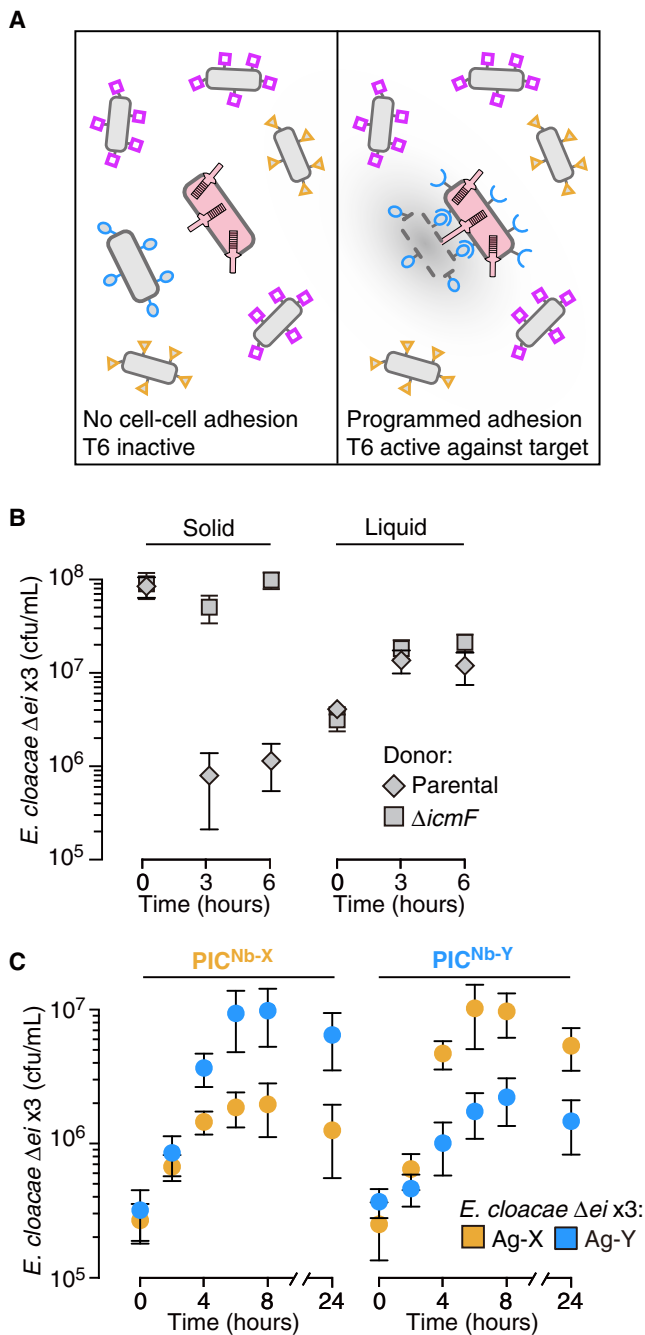 A
No cell-cell adhesion
T6 inactive
Programmed adhesion
T6 active against target
B
Solid
Liquid
E. cloacae Δei x3 (cfu/mL)
10⁸
10⁷
10⁶
10⁵
Donor:
Parental
ΔicmF
0 3 6
0 3 6
Time (hours)
Time (hours)
C
PIC^Nb-X
PIC^Nb-Y
E. cloacae Δei x3 (cfu/mL)
10⁷
10⁶
10⁵
E. cloacae Δei x3:
Ag-X
Ag-Y
0 4 8 24
0 4 8 24
Time (hours)
Time (hours)